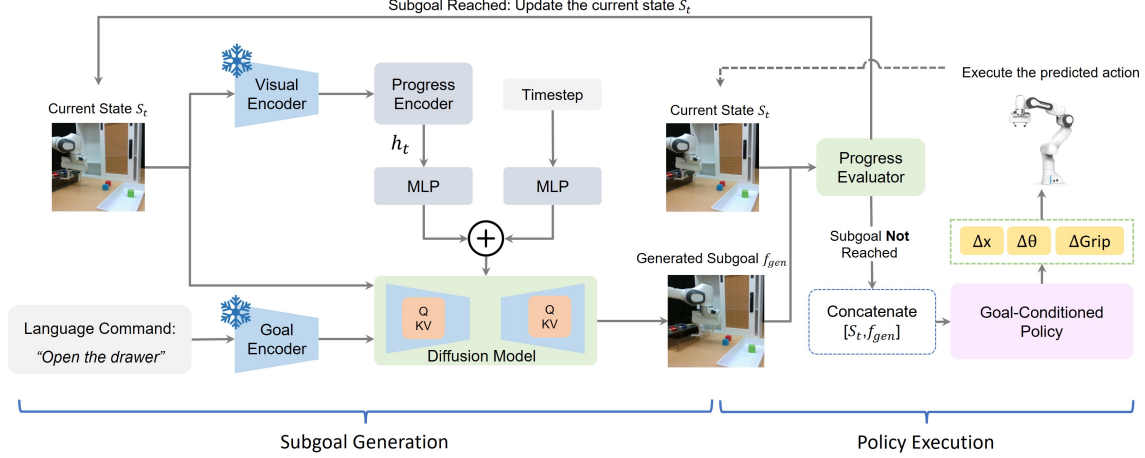 Subgoal Reached: Update the current state S_t
Visual
Encoder
Progress
Encoder
Timestep
Current State S_t
h_t
MLP
MLP
Language Command:
“Open the drawer”
Goal
Encoder
Q
KV
Q
KV
Diffusion Model
Current State S_t
Generated Subgoal f_gen
Progress
Evaluator
Execute the predicted action
Subgoal Not
Reached
Concatenate
[S_t,f_gen]
Δx
Δθ
ΔGrip
Goal-Conditioned
Policy
Subgoal Generation
Policy Execution